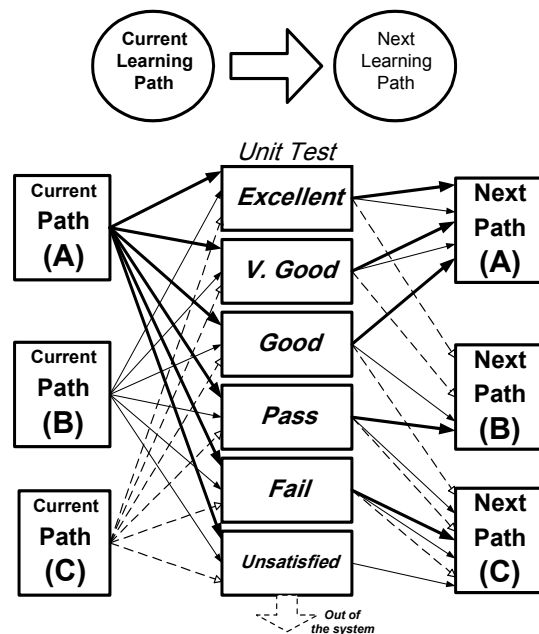 Current
Learning
Path
Next
Learning
Path
Unit Test
Current
Path
(A)
Current
Path
(B)
Current
Path
(C)
Excellent
V. Good
Good
Pass
Fail
Unsatisfied
Next
Path
(A)
Next
Path
(B)
Next
Path
(C)
Out of
the system